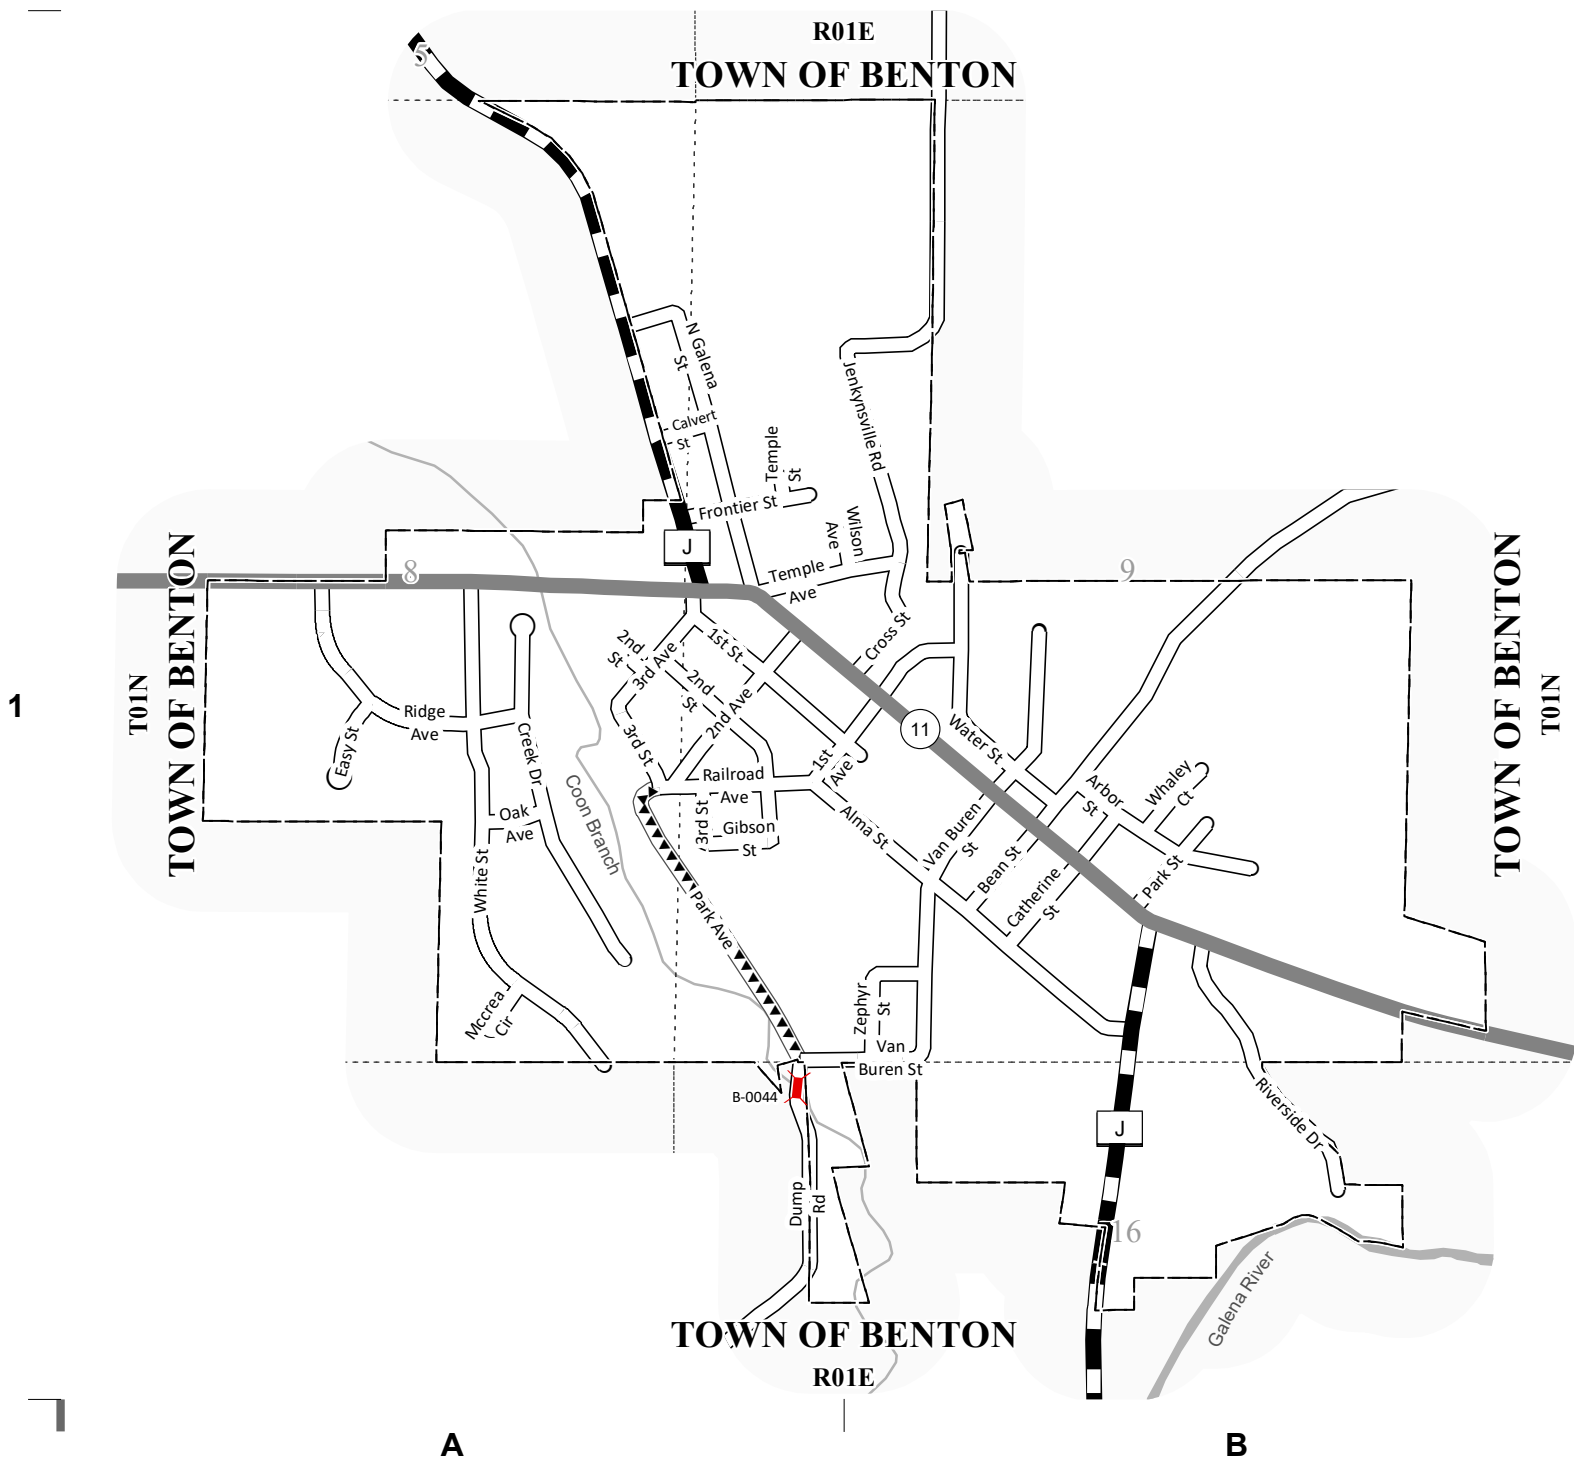 R01E
TOWN OF BENTON
5
N Galena
St
Jenkynsville Rd
Calvert
St
Temple
St
Frontier St
Wilson
Ave
J
Temple
Ave
8
9
TOWN OF BENTON
T01N
TOWN OF BENTON
T01N
1
Cross St
1st St
2nd
St
3rd Ave
2nd
St
2nd Ave
3rd St
Ridge
Ave
Easy St
Creek Dr
Coon Branch
11
Water St
1st
Ave
Railroad
Ave
3rd St
Gibson
St
Alma St
Arbor
St
Whaley
Ct
Oak
Ave
White St
Van Buren
St
Bean St
Catherine
St
Park St
Park Ave
Mccrea
Cir
Zephyr
St
Van
Buren St
B-0044
Riverside Dr
J
Dump
Rd
16
Galena River
TOWN OF BENTON
R01E
A
B